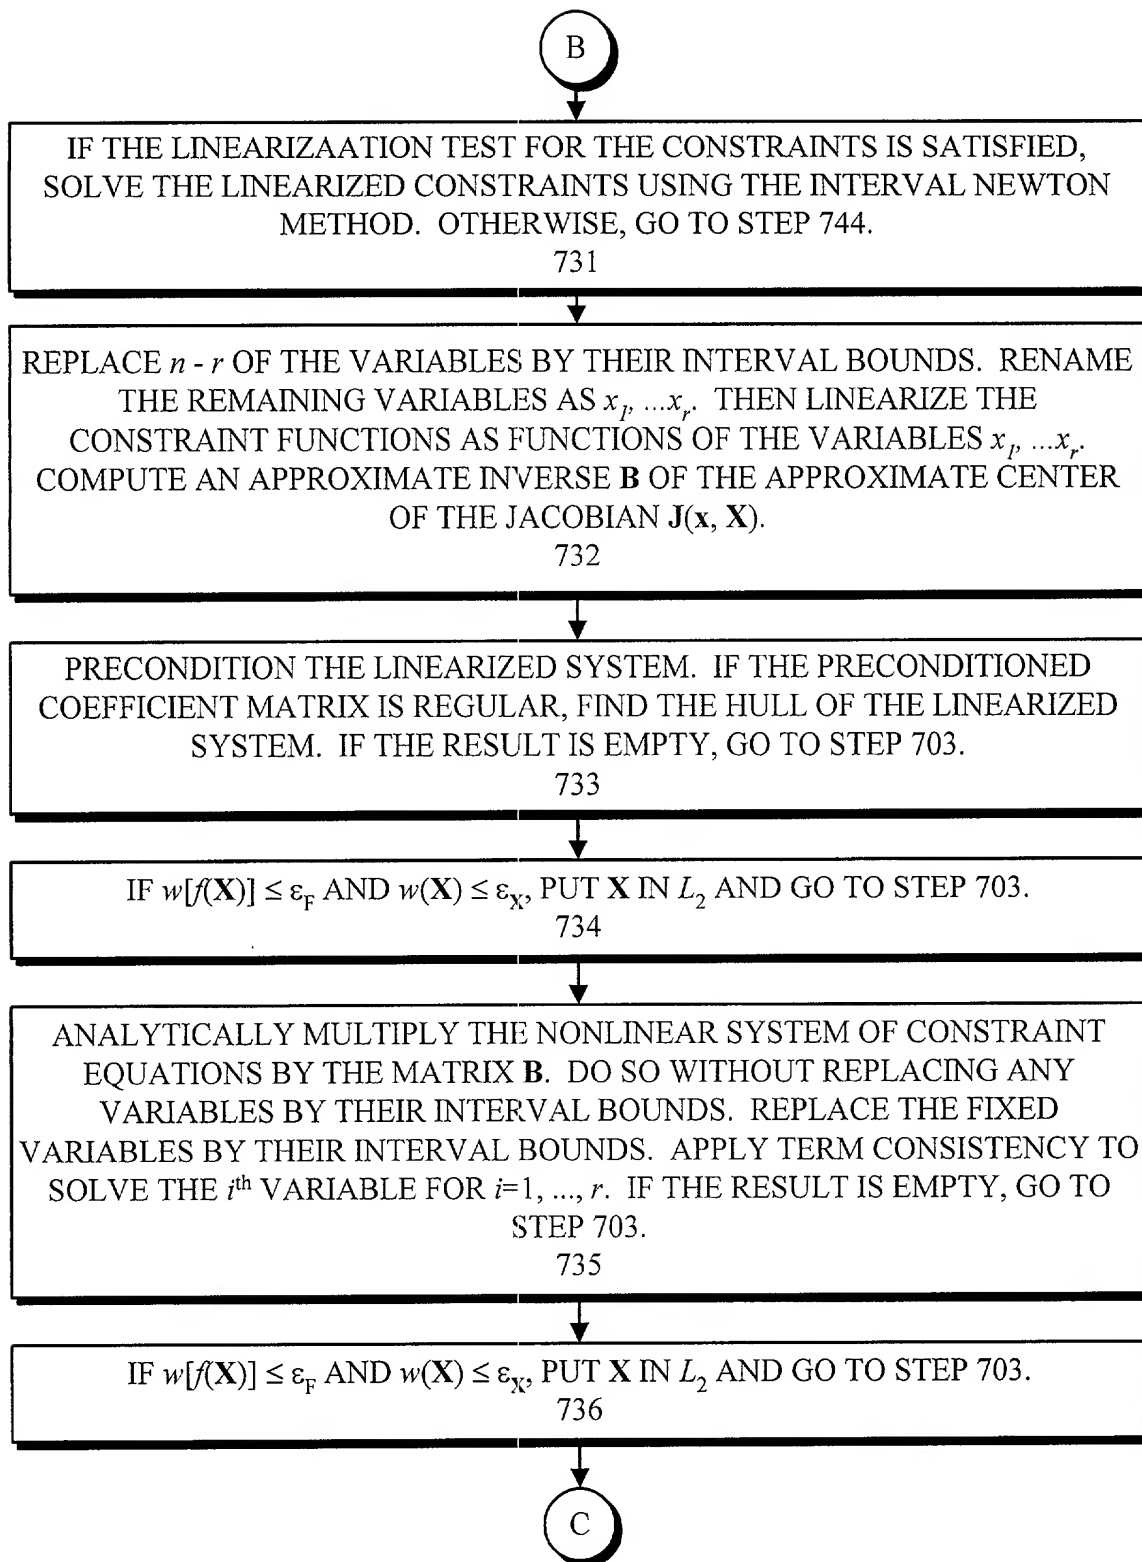 B
IF THE LINEARIZAATION TEST FOR THE CONSTRAINTS IS SATISFIED,
SOLVE THE LINEARIZED CONSTRAINTS USING THE INTERVAL NEWTON
METHOD. OTHERWISE, GO TO STEP 744.
731
REPLACE n - r OF THE VARIABLES BY THEIR INTERVAL BOUNDS. RENAME
THE REMAINING VARIABLES AS x₁, ...xᵣ. THEN LINEARIZE THE
CONSTRAINT FUNCTIONS AS FUNCTIONS OF THE VARIABLES x₁, ...xᵣ.
COMPUTE AN APPROXIMATE INVERSE B OF THE APPROXIMATE CENTER
OF THE JACOBIAN J(x, X).
732
PRECONDITION THE LINEARIZED SYSTEM. IF THE PRECONDITIONED
COEFFICIENT MATRIX IS REGULAR, FIND THE HULL OF THE LINEARIZED
SYSTEM. IF THE RESULT IS EMPTY, GO TO STEP 703.
733
IF w[f(X)] ≤ ε_F AND w(X) ≤ ε_X, PUT X IN L₂ AND GO TO STEP 703.
734
ANALYTICALLY MULTIPLY THE NONLINEAR SYSTEM OF CONSTRAINT
EQUATIONS BY THE MATRIX B. DO SO WITHOUT REPLACING ANY
VARIABLES BY THEIR INTERVAL BOUNDS. REPLACE THE FIXED
VARIABLES BY THEIR INTERVAL BOUNDS. APPLY TERM CONSISTENCY TO
SOLVE THE iᵗʰ VARIABLE FOR i=1, ..., r. IF THE RESULT IS EMPTY, GO TO
STEP 703.
735
IF w[f(X)] ≤ ε_F AND w(X) ≤ ε_X, PUT X IN L₂ AND GO TO STEP 703.
736
C